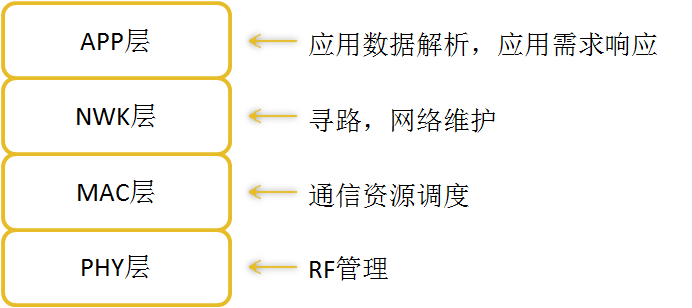 APP层
应用数据解析，应用需求响应
NWK层
寻路，网络维护
MAC层
通信资源调度
PHY层
RF管理